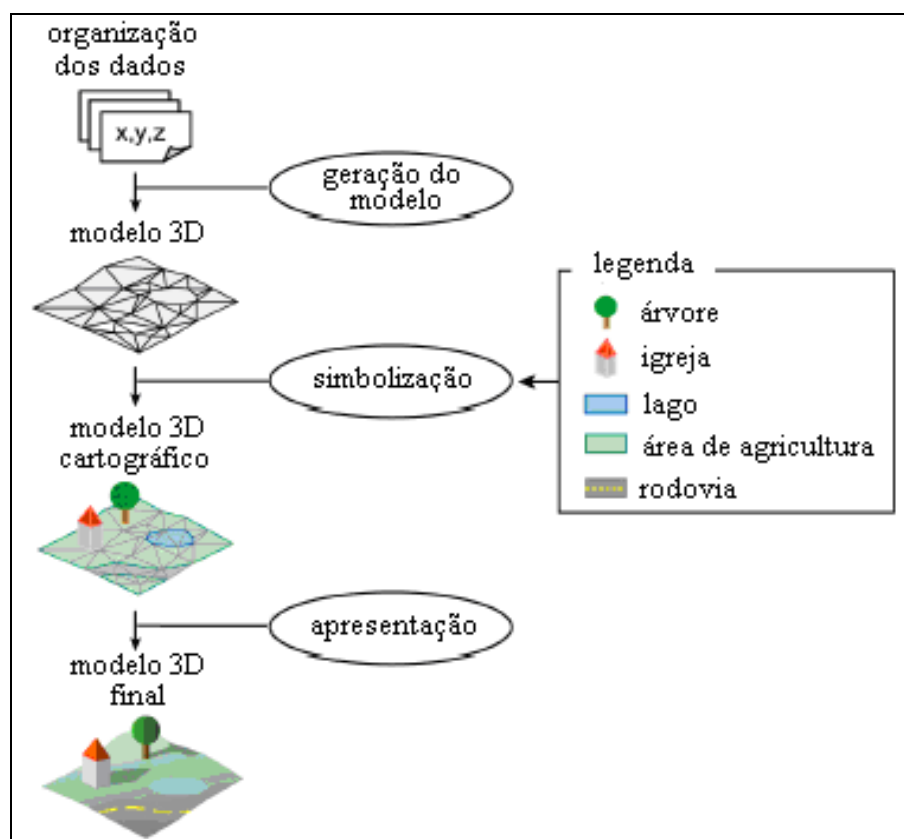 organização
dos dados
x,y,z
geração do
modelo
modelo 3D
legenda
árvore
igreja
lago
área de agricultura
rodovia
simbolização
modelo 3D
cartográfico
apresentação
modelo 3D
final